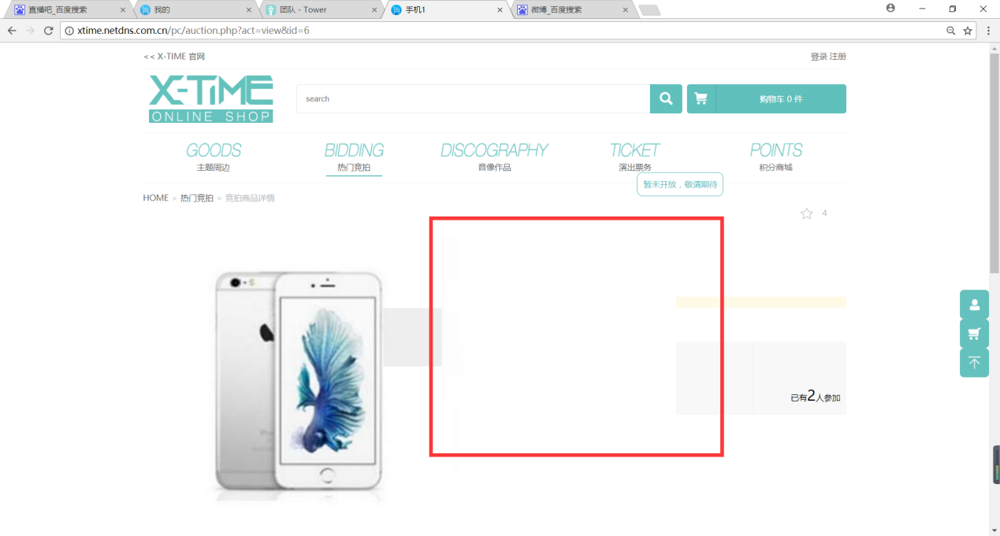 直播吧_百度搜索
我的
团队 - Tower
手机1
微博_百度搜索
xtime.netdns.com.cn/pc/auction.php?act=view&id=6
<< X-TIME 官网
登录 注册
X-TiME
ONLINE SHOP
search
购物车 0 件
GOODS
BIDDING
DISCOGRAPHY
TICKET
POINTS
主题周边
热门竞拍
音像作品
演出票务
积分商城
暂未开放，敬请期待
HOME > 热门竞拍 > 竞拍商品详情
4
已有2人参加